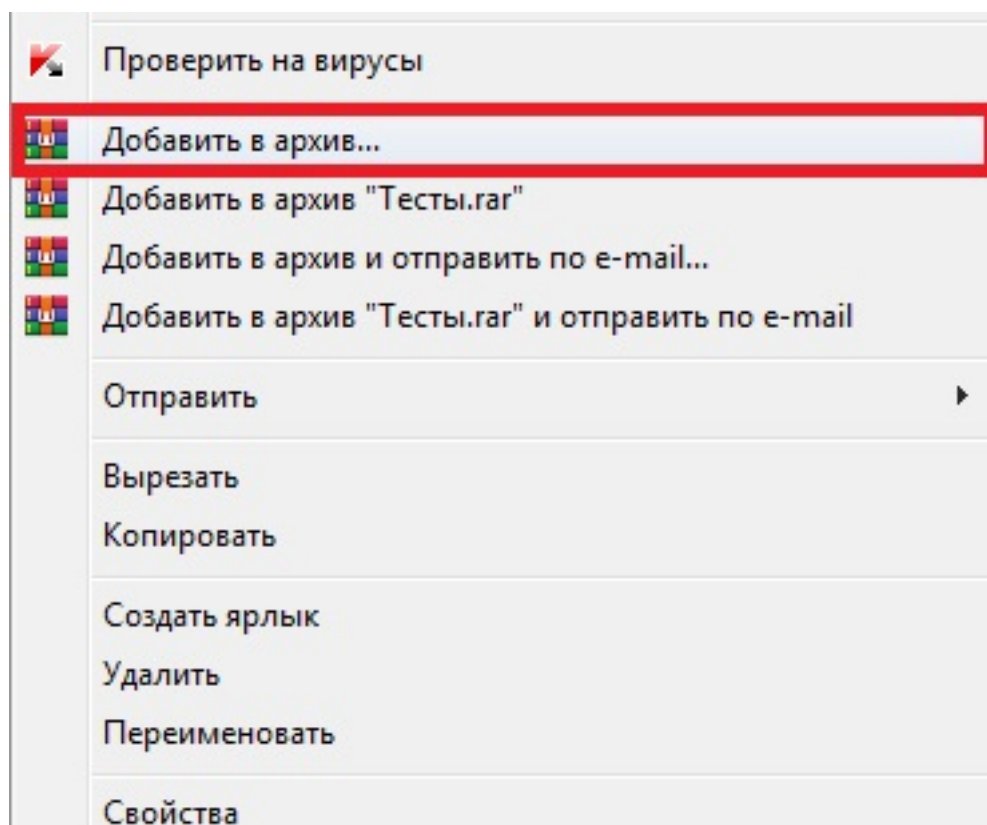 Проверить на вирусы
Добавить в архив...
Добавить в архив "Тесты.rar"
Добавить в архив и отправить по e-mail...
Добавить в архив "Тесты.rar" и отправить по e-mail
Отправить
Вырезать
Копировать
Создать ярлык
Удалить
Переименовать
Свойства